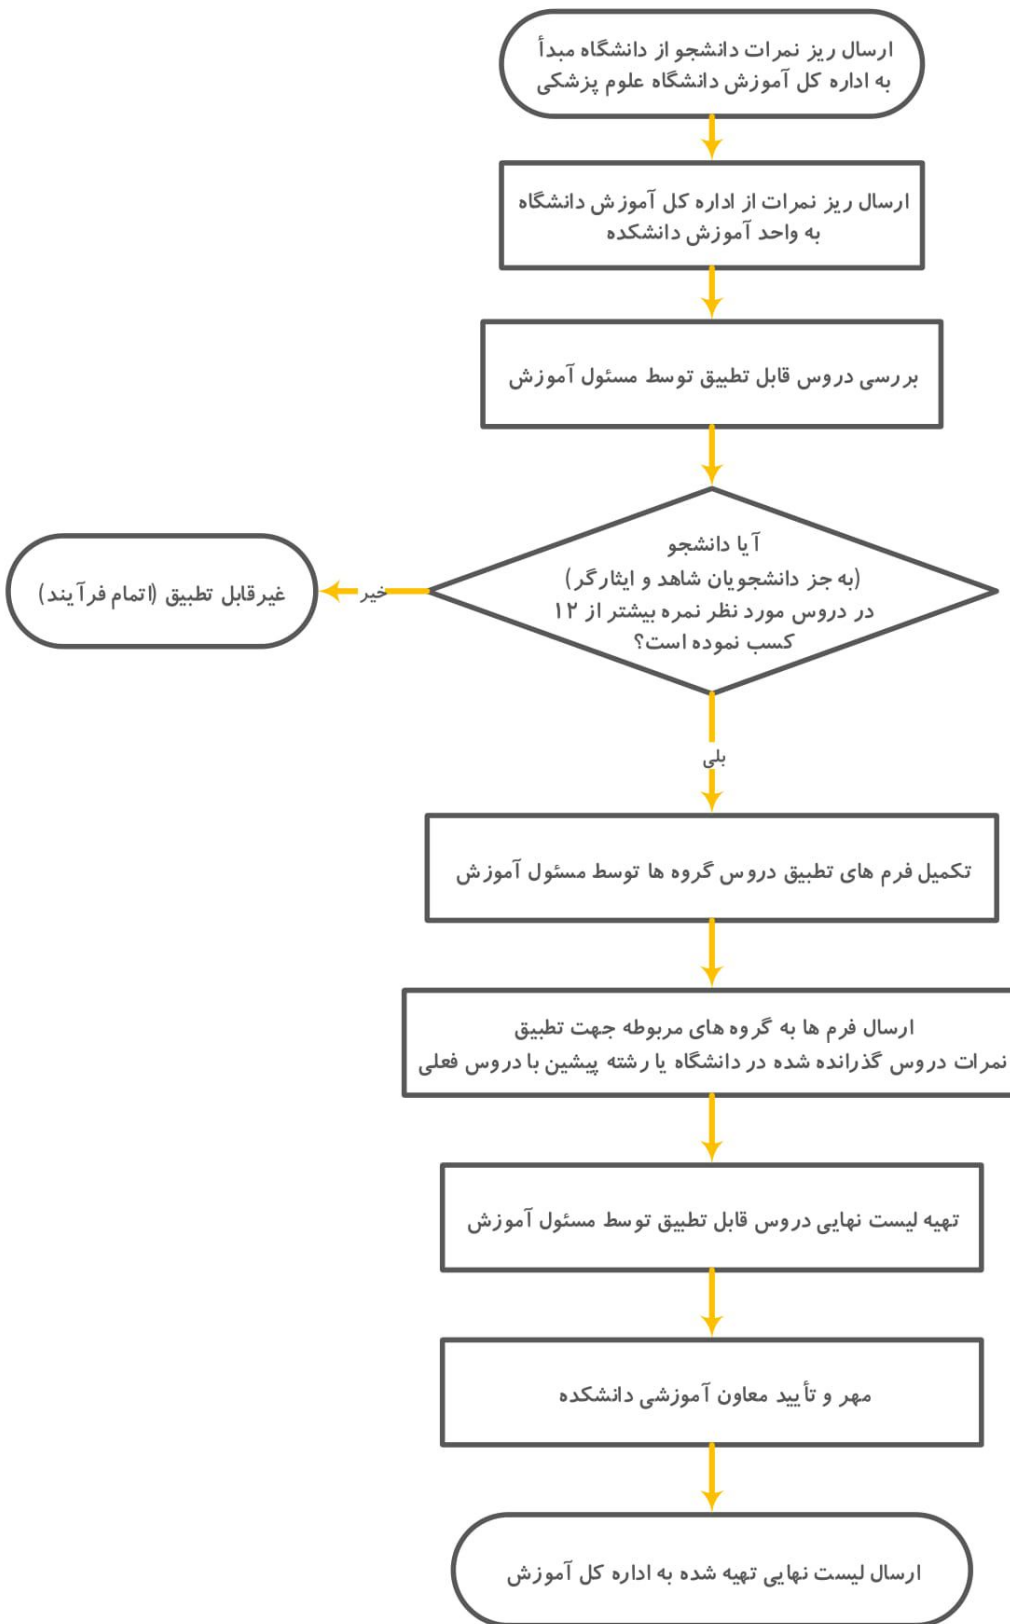 ارسال ریز نمرات دانشجو از دانشگاه مبدأ
به اداره کل آموزش دانشگاه علوم پزشکی
ارسال ریز نمرات از اداره کل آموزش دانشگاه
به واحد آموزش دانشکده
بررسی دروس قابل تطبیق توسط مسئول آموزش
آیا دانشجو
(به جز دانشجویان شاهد و ایثارگر)
در دروس مورد نظر نمره بیشتر از ۱۲
کسب نموده است؟
خیر
غیرقابل تطبیق (اتمام فرآیند)
بلی
تکمیل فرم های تطبیق دروس گروه ها توسط مسئول آموزش
ارسال فرم ها به گروه های مربوطه جهت تطبیق
نمرات دروس گذرانده شده در دانشگاه یا رشته پیشین با دروس فعلی
تهیه لیست نهایی دروس قابل تطبیق توسط مسئول آموزش
مهر و تأیید معاون آموزشی دانشکده
ارسال لیست نهایی تهیه شده به اداره کل آموزش